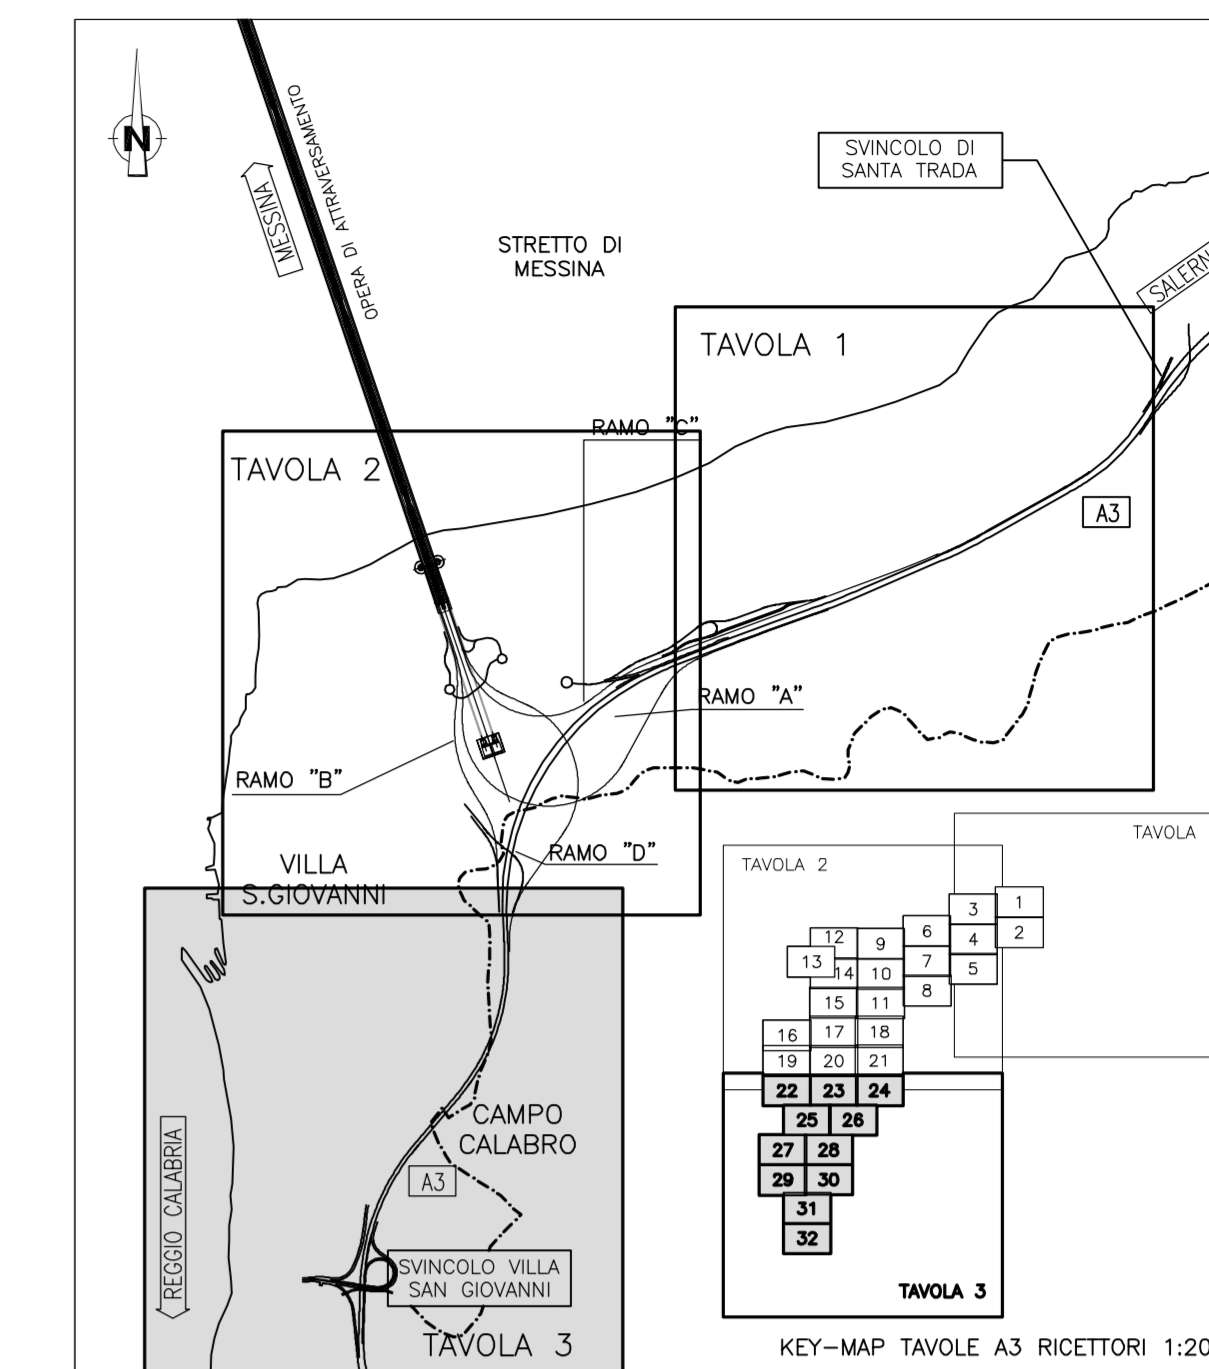 N
OPERA DI ATTRAVERSAMENTO
MESSINA
STRETTO DI
MESSINA
SVINCOLO DI
SANTA TRADA
TAVOLA 1
RAMO "C"
TAVOLA 2
A3
RAMO "A"
RAMO "B"
RAMO "D"
VILLA
S.GIOVANNI
CAMPO
CALABRO
A3
REGGIO CALABRIA
SVINCOLO VILLA
SAN GIOVANNI
TAVOLA 3
TAVOLA
TAVOLA 2
1
3
2
6
4
12
9
13
7
5
14
10
8
15
11
16
17
18
19
20
21
22
23
24
25
26
27
28
29
30
31
32
TAVOLA 3
KEY-MAP TAVOLE A3 RICETTORI